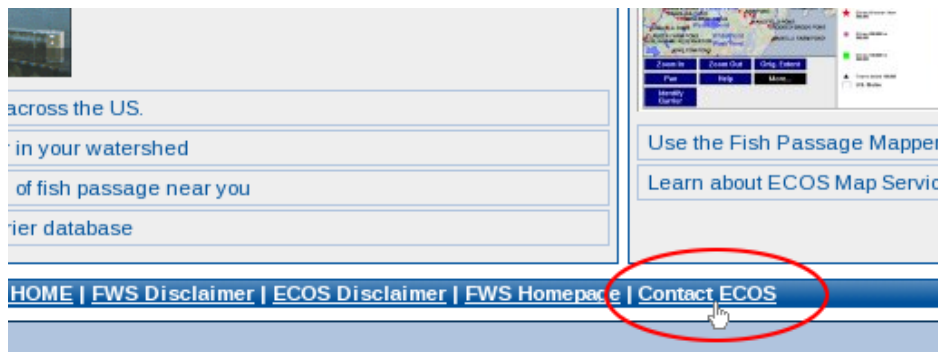 across the US.
in your watershed
of fish passage near you
rier database
Zoom In Zoom Out Orig. Extent
Pan Help More...
Identify
Barrier
Use the Fish Passage Mapper
Learn about ECOS Map Servic
HOME | FWS Disclaimer | ECOS Disclaimer | FWS Homepage | Contact ECOS